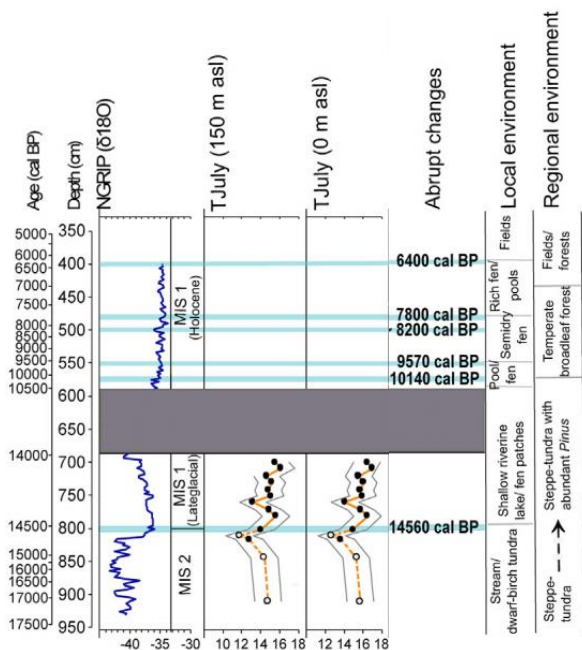 Age (cal BP)
Depth (cm)
NGRIP (δ18O)
TJuly (150 m asl)
TJuly (0 m asl)
Abrupt changes
Local environment
Regional environment
5000
6000
6500
7000
7500
8000
8500
9000
9500
10000
10500
14000
14500
15000
16000
16500
17000
17500
350
400
450
500
550
600
650
700
750
800
850
900
950
MIS 1
(Holocene)
MIS 1
(Lateglacial)
MIS 2
6400 cal BP
7800 cal BP
8200 cal BP
9570 cal BP
10140 cal BP
14560 cal BP
Fields
Rich fen/
pools
Semidry
fen
Pool/
fen
Shallow riverine
lake/ fen patches
Stream/
dwarf-birch tundra
Fields/
forests
Temperate
broadleaf forest
Steppe-tundra with
abundant Pinus
Steppe-
tundra
-45 -40 -35 -30
10 12 14 16 18
10 12 14 16 18